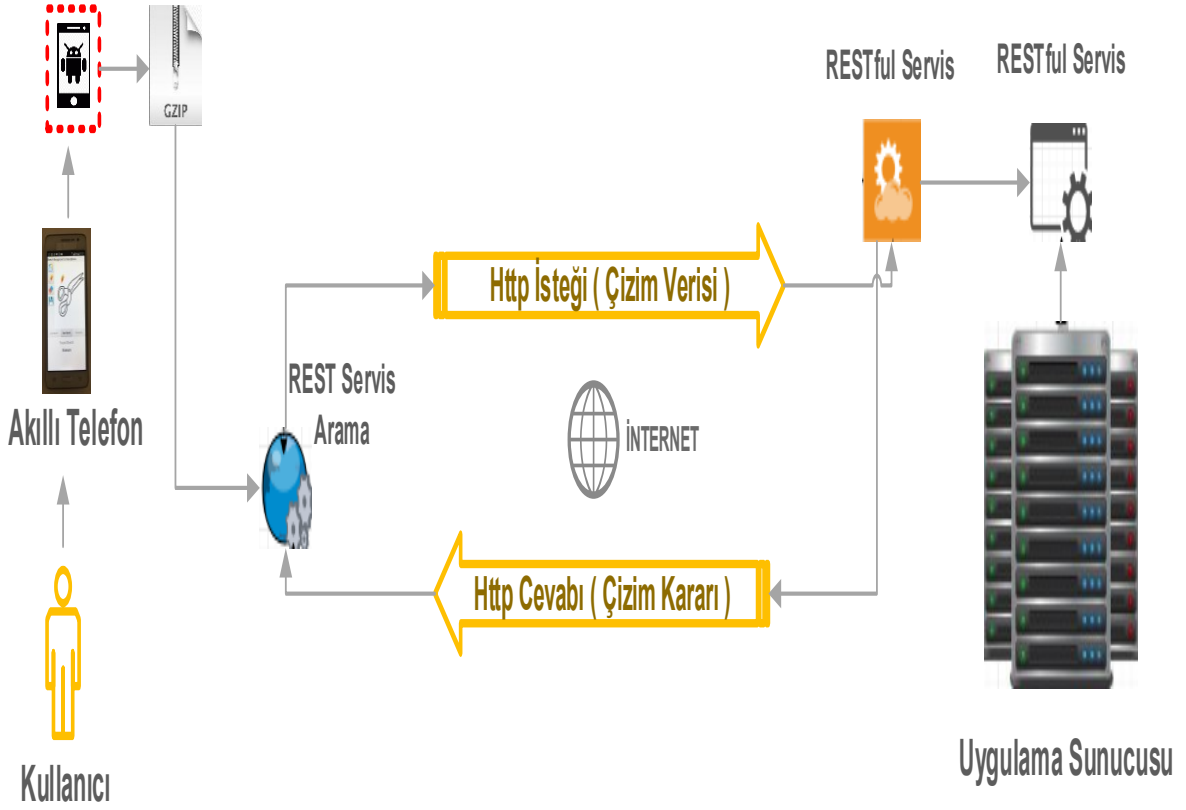 GZIP
RESTful Servis
RESTful Servis
Http İsteği ( Çizim Verisi )
REST Servis
Arama
Akıllı Telefon
İNTERNET
Http Cevabı ( Çizim Kararı )
Kullanıcı
Uygulama Sunucusu